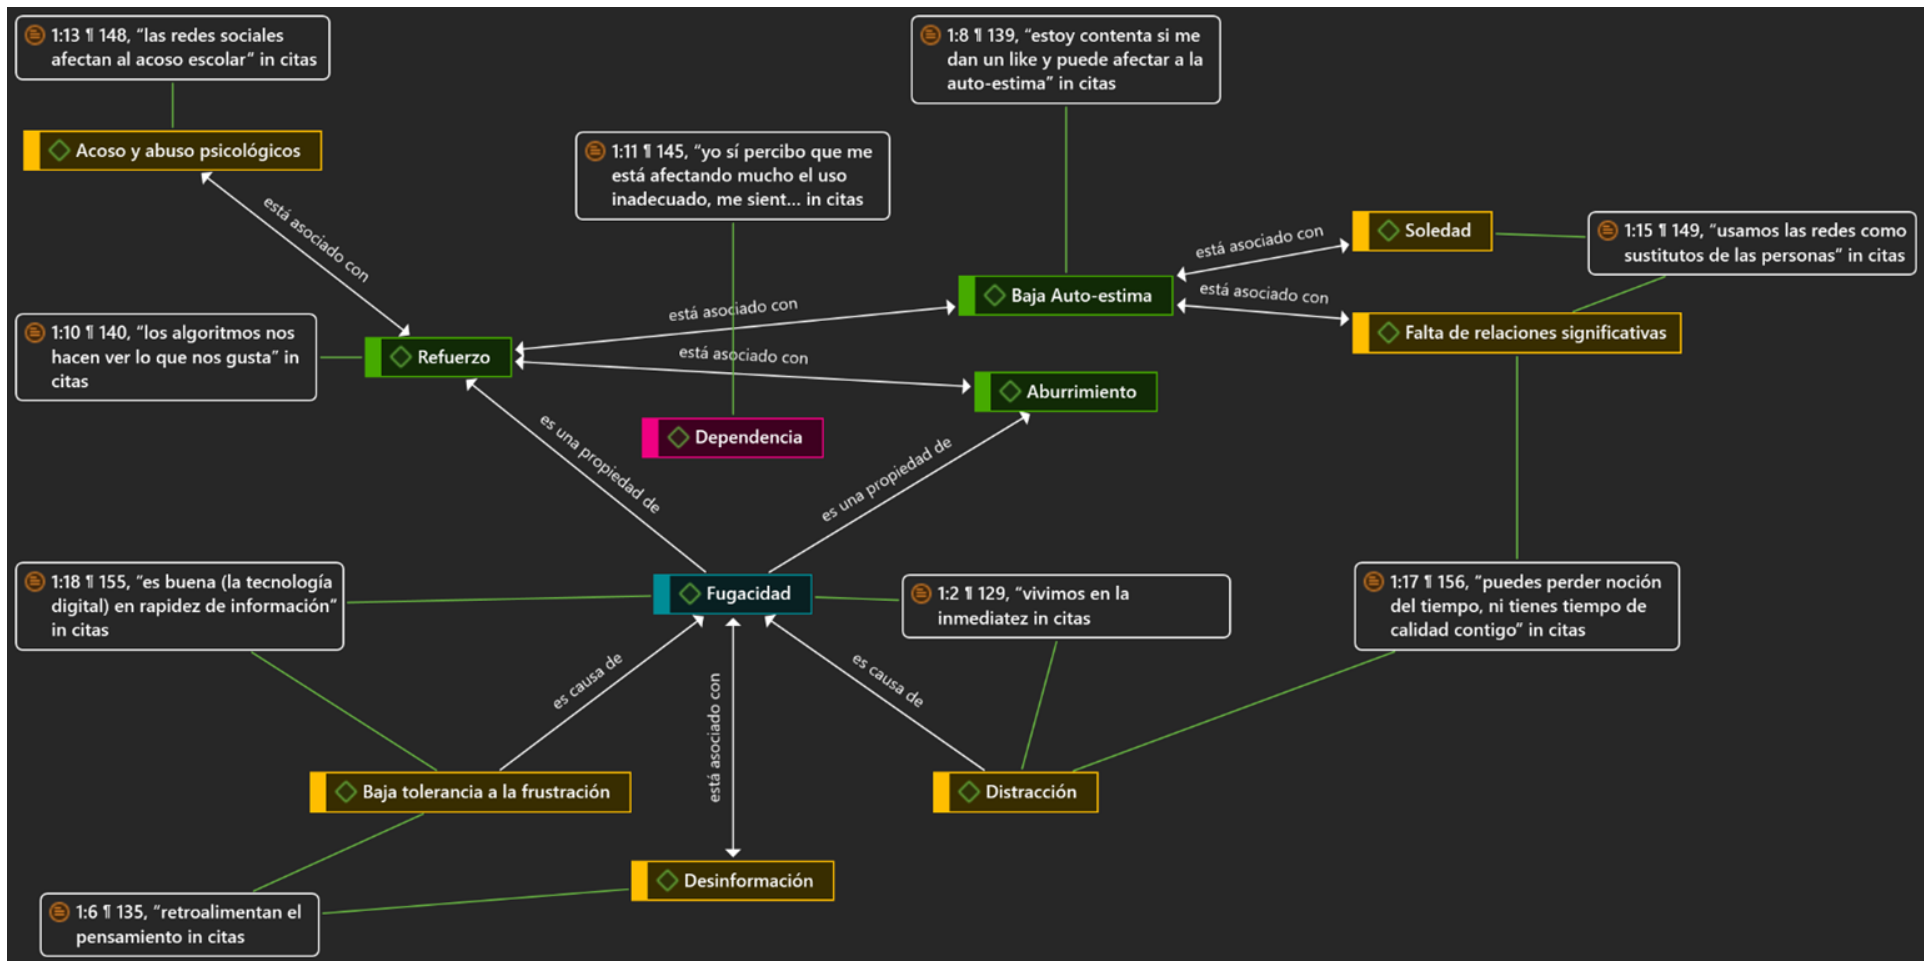 1:13 ¶ 148, “las redes sociales
afectan al acoso escolar” in citas
1:8 ¶ 139, “estoy contenta si me
dan un like y puede afectar a la
auto-estima” in citas
Acoso y abuso psicológicos
1:11 ¶ 145, “yo sí percibo que me
está afectando mucho el uso
inadecuado, me sient... in citas
está asociado con
Soledad
1:15 ¶ 149, “usamos las redes como
sustitutos de las personas” in citas
está asociado con
Baja Auto-estima
está asociado con
está asociado con
Falta de relaciones significativas
1:10 ¶ 140, “los algoritmos nos
hacen ver lo que nos gusta” in
citas
Refuerzo
está asociado con
Aburrimiento
Dependencia
es una propiedad de
es una propiedad de
1:18 ¶ 155, “es buena (la tecnología
digital) en rapidez de información”
in citas
Fugacidad
1:2 ¶ 129, “vivimos en la
inmediatez in citas
1:17 ¶ 156, “puedes perder noción
del tiempo, ni tienes tiempo de
calidad contigo” in citas
es causa de
está asociado con
es causa de
Baja tolerancia a la frustración
Distracción
Desinformación
1:6 ¶ 135, “retroalimentan el
pensamiento in citas